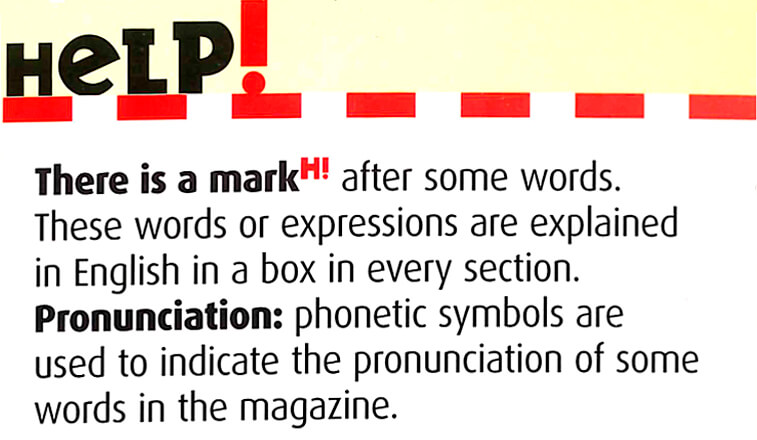 HeLP!
There is a mark H! after some words.
These words or expressions are explained
in English in a box in every section.
Pronunciation: phonetic symbols are
used to indicate the pronunciation of some
words in the magazine.